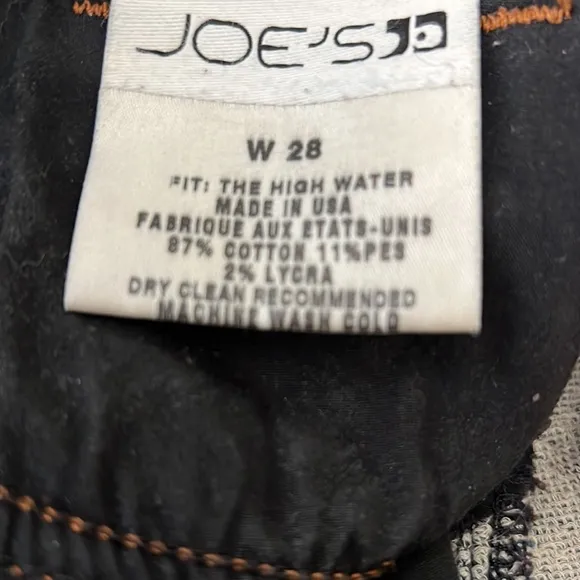 JOE'S
W 28
FIT: THE HIGH WATER
MADE IN USA
FABRIQUE AUX ETATS-UNIS
87% COTTON 11%PES
2% LYCRA
DRY CLEAN RECOMMENDED
MACHINE WASH COLD